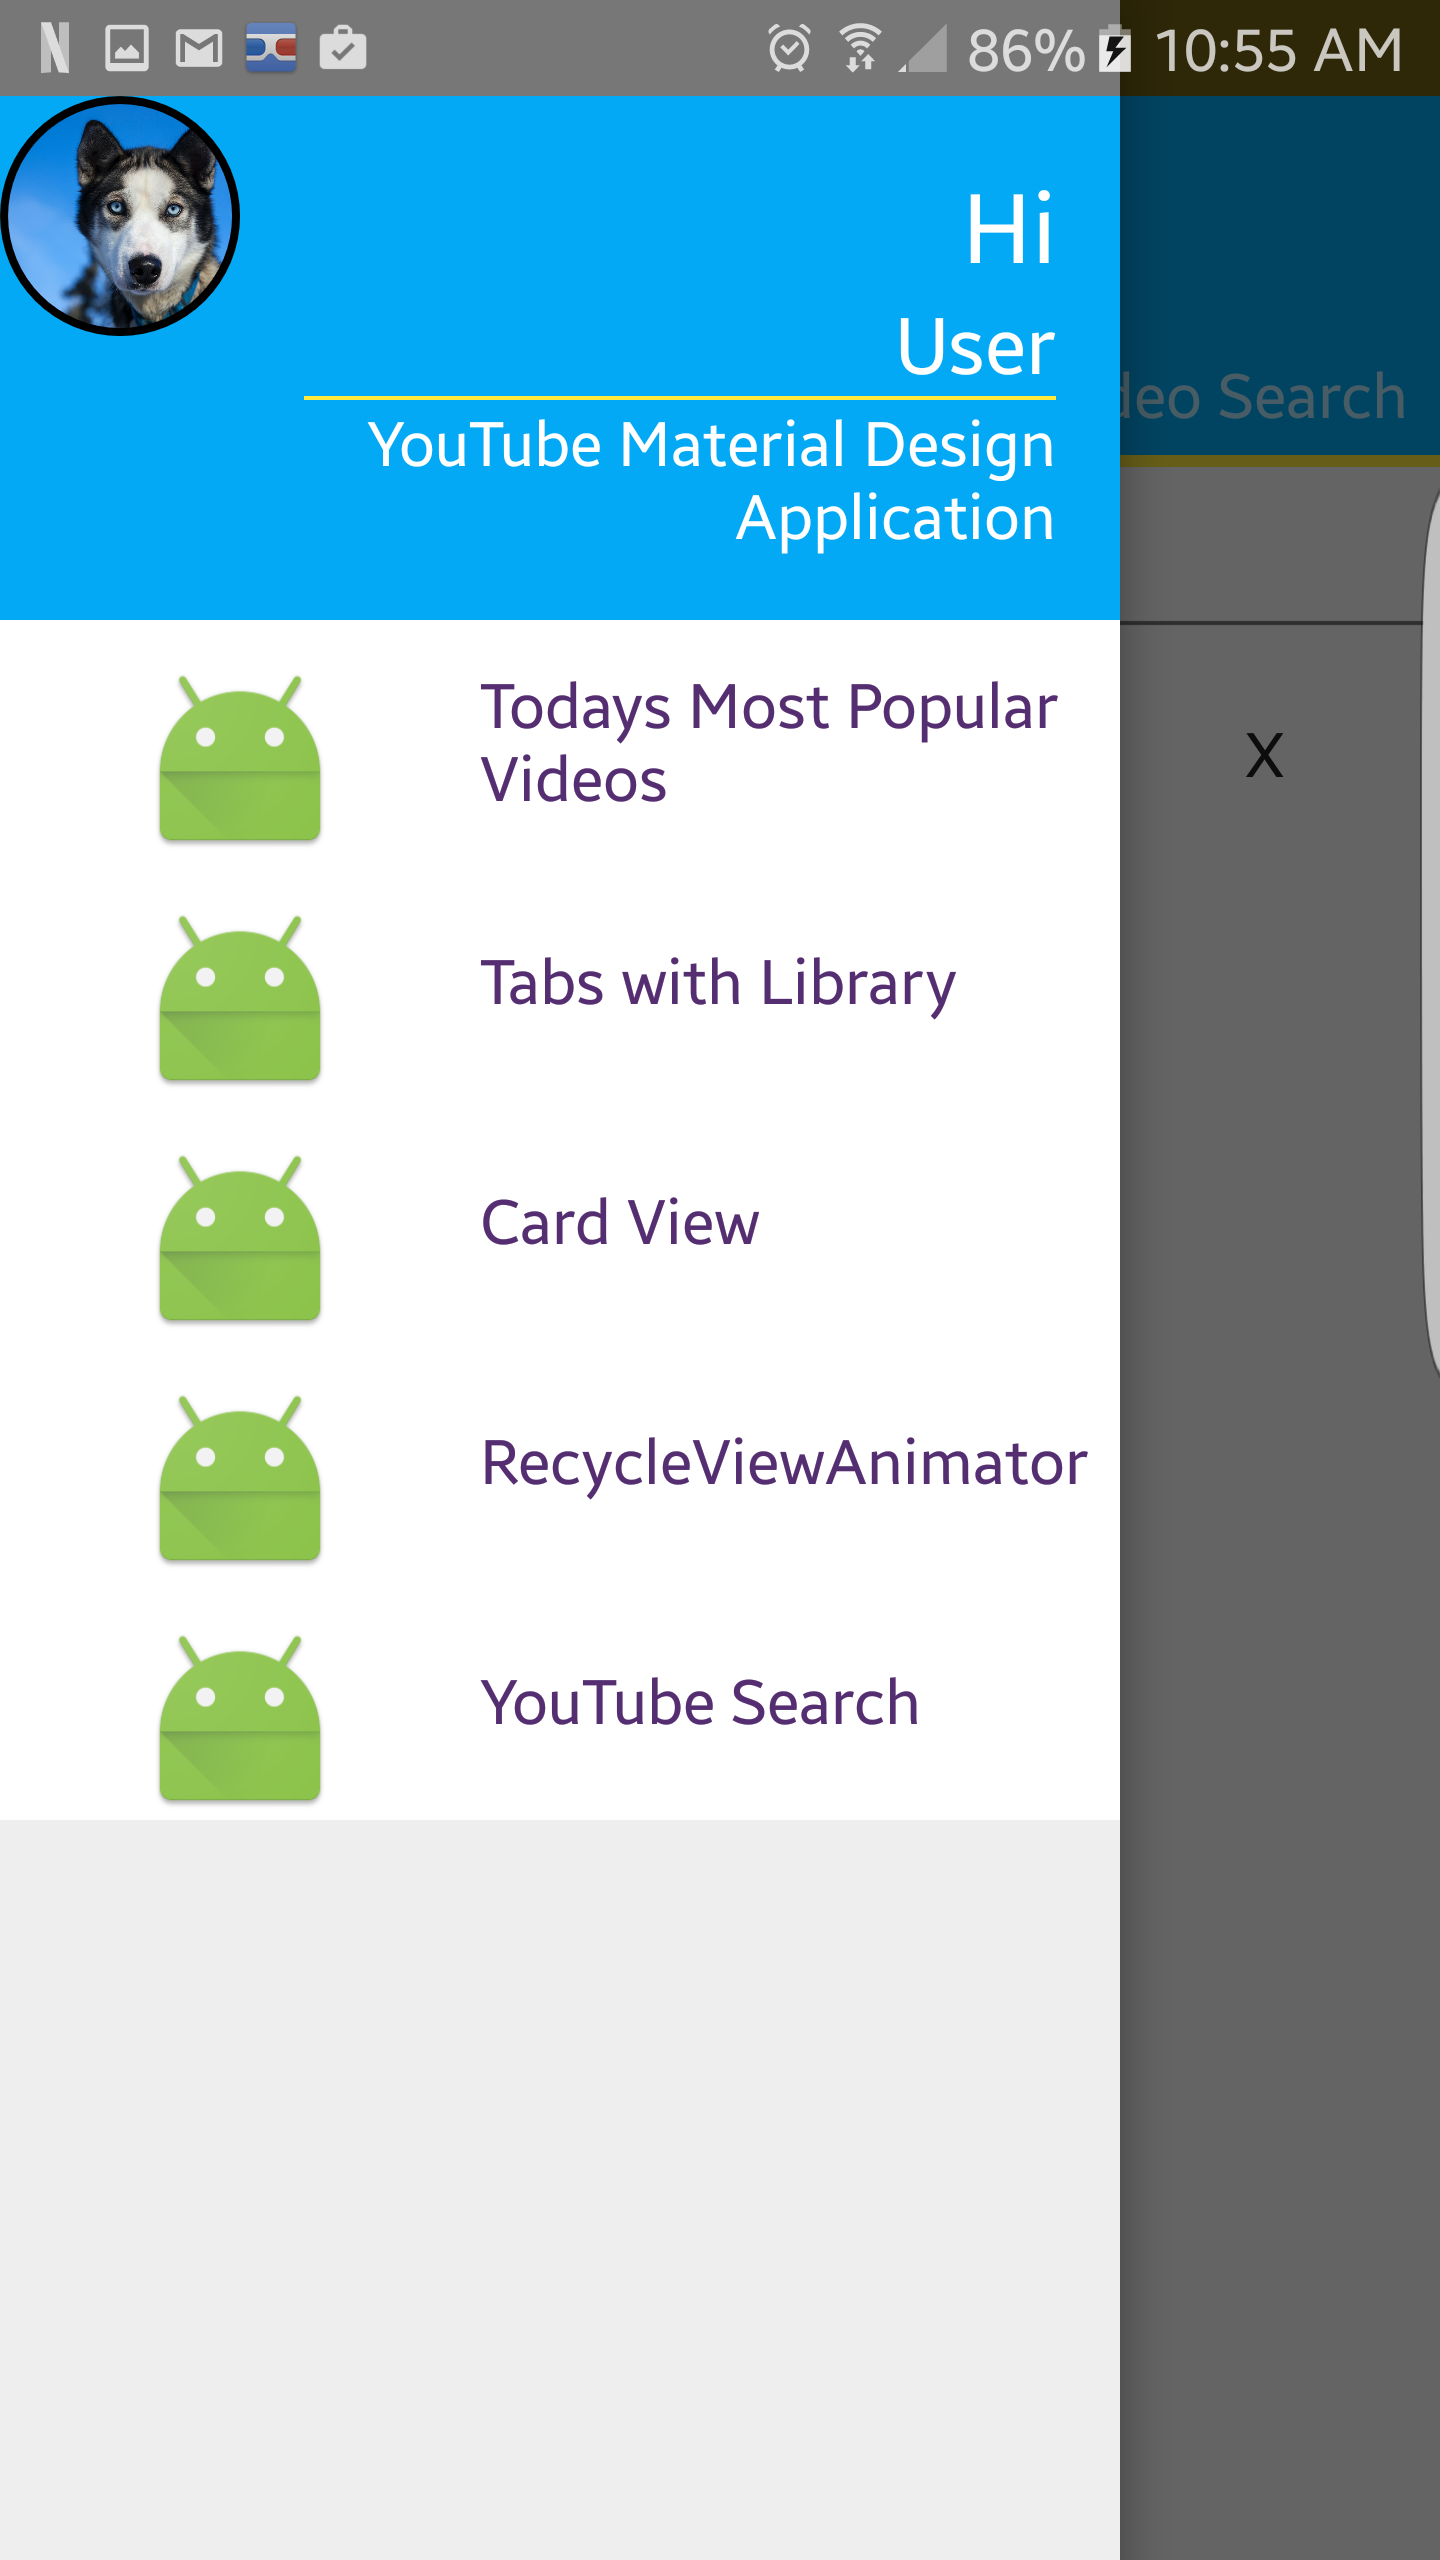 86% 10:55 AM
Hi
User
YouTube Material Design
Application
deo Search
X
Todays Most Popular
Videos
Tabs with Library
Card View
RecycleViewAnimator
YouTube Search